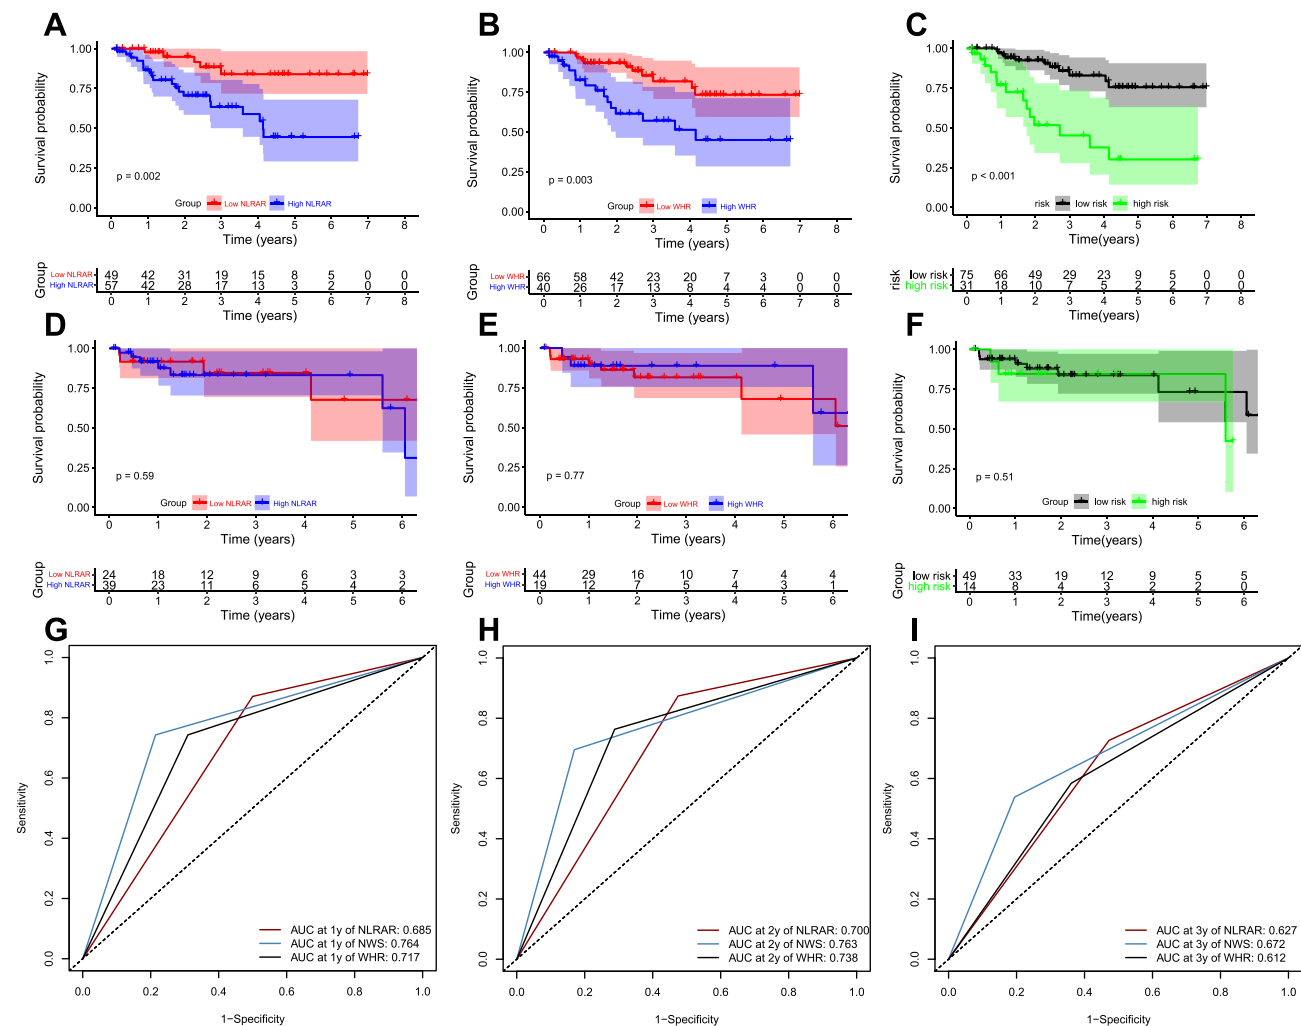 A
Survival probability
1.00
0.75
0.50
0.25
0.00
p = 0.002
Group Low NLRAR High NLRAR
0 1 2 3 4 5 6 7 8
Time (years)
Group
Low NLRAR 49 42 31 19 15 8 5 0 0
High NLRAR 57 42 28 17 13 3 2 0 0
0 1 2 3 4 5 6 7 8
Time (years)
B
Survival probability
1.00
0.75
0.50
0.25
0.00
p = 0.003
Group Low WHR High WHR
0 1 2 3 4 5 6 7 8
Time (years)
Group
Low WHR 66 58 42 23 20 7 3 0 0
High WHR 40 26 17 13 8 4 4 0 0
0 1 2 3 4 5 6 7 8
Time (years)
C
Survival probability
1.00
0.75
0.50
0.25
0.00
p < 0.001
risk low risk high risk
0 1 2 3 4 5 6 7 8
Time(years)
risk
low risk 75 66 49 29 23 9 5 0 0
high risk 31 18 10 7 5 2 2 0 0
0 1 2 3 4 5 6 7 8
Time(years)
D
Survival probability
1.00
0.75
0.50
0.25
0.00
p = 0.59
Group Low NLRAR High NLRAR
0 1 2 3 4 5 6
Time (years)
Group
Low NLRAR 24 18 12 9 6 3 3
High NLRAR 39 23 11 6 5 4 2
0 1 2 3 4 5 6
Time (years)
E
Survival probability
1.00
0.75
0.50
0.25
0.00
p = 0.77
Group Low WHR High WHR
0 1 2 3 4 5 6
Time (years)
Group
Low WHR 44 29 16 10 7 4 4
High WHR 19 12 7 5 4 3 1
0 1 2 3 4 5 6
Time (years)
F
Survival probability
1.00
0.75
0.50
0.25
0.00
p = 0.51
Group low risk high risk
0 1 2 3 4 5 6
Time (years)
Group
low risk 49 33 19 12 9 5 5
high risk 14 8 4 3 2 2 0
0 1 2 3 4 5 6
Time (years)
G
Sensitivity
1.0
0.8
0.6
0.4
0.2
0.0
AUC at 1y of NLRAR: 0.685
AUC at 1y of NWS: 0.764
AUC at 1y of WHR: 0.717
0.0 0.2 0.4 0.6 0.8 1.0
1−Specificity
H
Sensitivity
1.0
0.8
0.6
0.4
0.2
0.0
AUC at 2y of NLRAR: 0.700
AUC at 2y of NWS: 0.763
AUC at 2y of WHR: 0.738
0.0 0.2 0.4 0.6 0.8 1.0
1−Specificity
I
Sensitivity
1.0
0.8
0.6
0.4
0.2
0.0
AUC at 3y of NLRAR: 0.627
AUC at 3y of NWS: 0.672
AUC at 3y of WHR: 0.612
0.0 0.2 0.4 0.6 0.8 1.0
1−Specificity